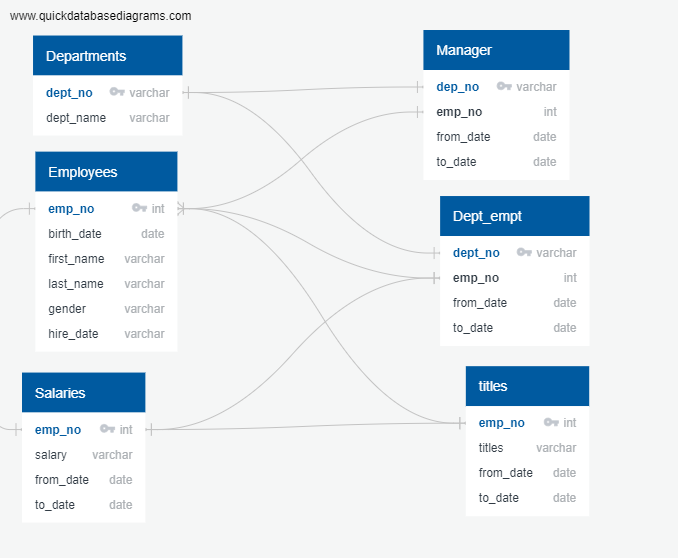 www.quickdatabasediagrams.com
Departments
dept_no varchar
dept_name varchar
Employees
emp_no int
birth_date date
first_name varchar
last_name varchar
gender varchar
hire_date varchar
Salaries
emp_no int
salary varchar
from_date date
to_date date
Manager
dep_no varchar
emp_no int
from_date date
to_date date
Dept_empt
dept_no varchar
emp_no int
from_date date
to_date date
titles
emp_no int
titles varchar
from_date date
to_date date